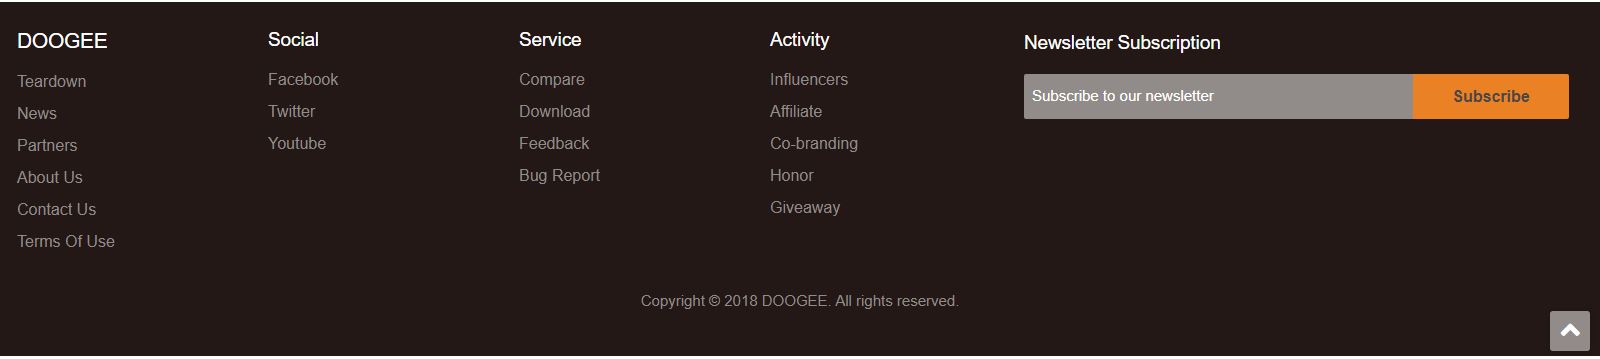 DOOGEE
Teardown
News
Partners
About Us
Contact Us
Terms Of Use
Social
Facebook
Twitter
Youtube
Service
Compare
Download
Feedback
Bug Report
Activity
Influencers
Affiliate
Co-branding
Honor
Giveaway
Newsletter Subscription
Subscribe to our newsletter
Subscribe
Copyright © 2018 DOOGEE. All rights reserved.